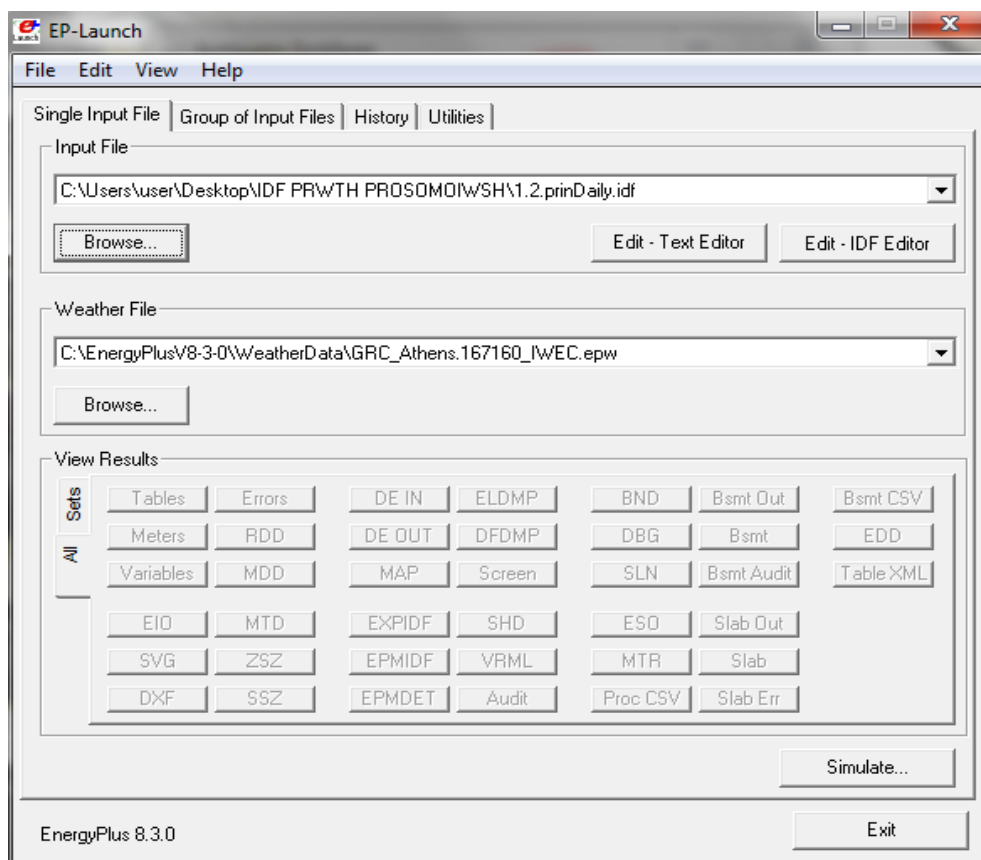 EP-Launch
File Edit View Help
Single Input File Group of Input Files History Utilities
Input File
C:\Users\user\Desktop\IDF PRWTH PROSOMOIWSH\1.2.prinDaily.idf
Browse... Edit - Text Editor Edit - IDF Editor
Weather File
C:\EnergyPlusV8-3-0\WeatherData\GRC_Athens.167160_IWEC.epw
Browse...
View Results
Sets
All
Tables Errors DE IN ELDMP BND Bsmt Out Bsmt CSV
Meters RDD DE OUT DFDMP DBG Bsmt EDD
Variables MDD MAP Screen SLN Bsmt Audit Table XML
EIO MTD EXPIDF SHD ESO Slab Out
SVG ZSZ EPMIDF VRML MTR Slab
DXF SSZ EPMDET Audit Proc CSV Slab Err
Simulate...
EnergyPlus 8.3.0 Exit